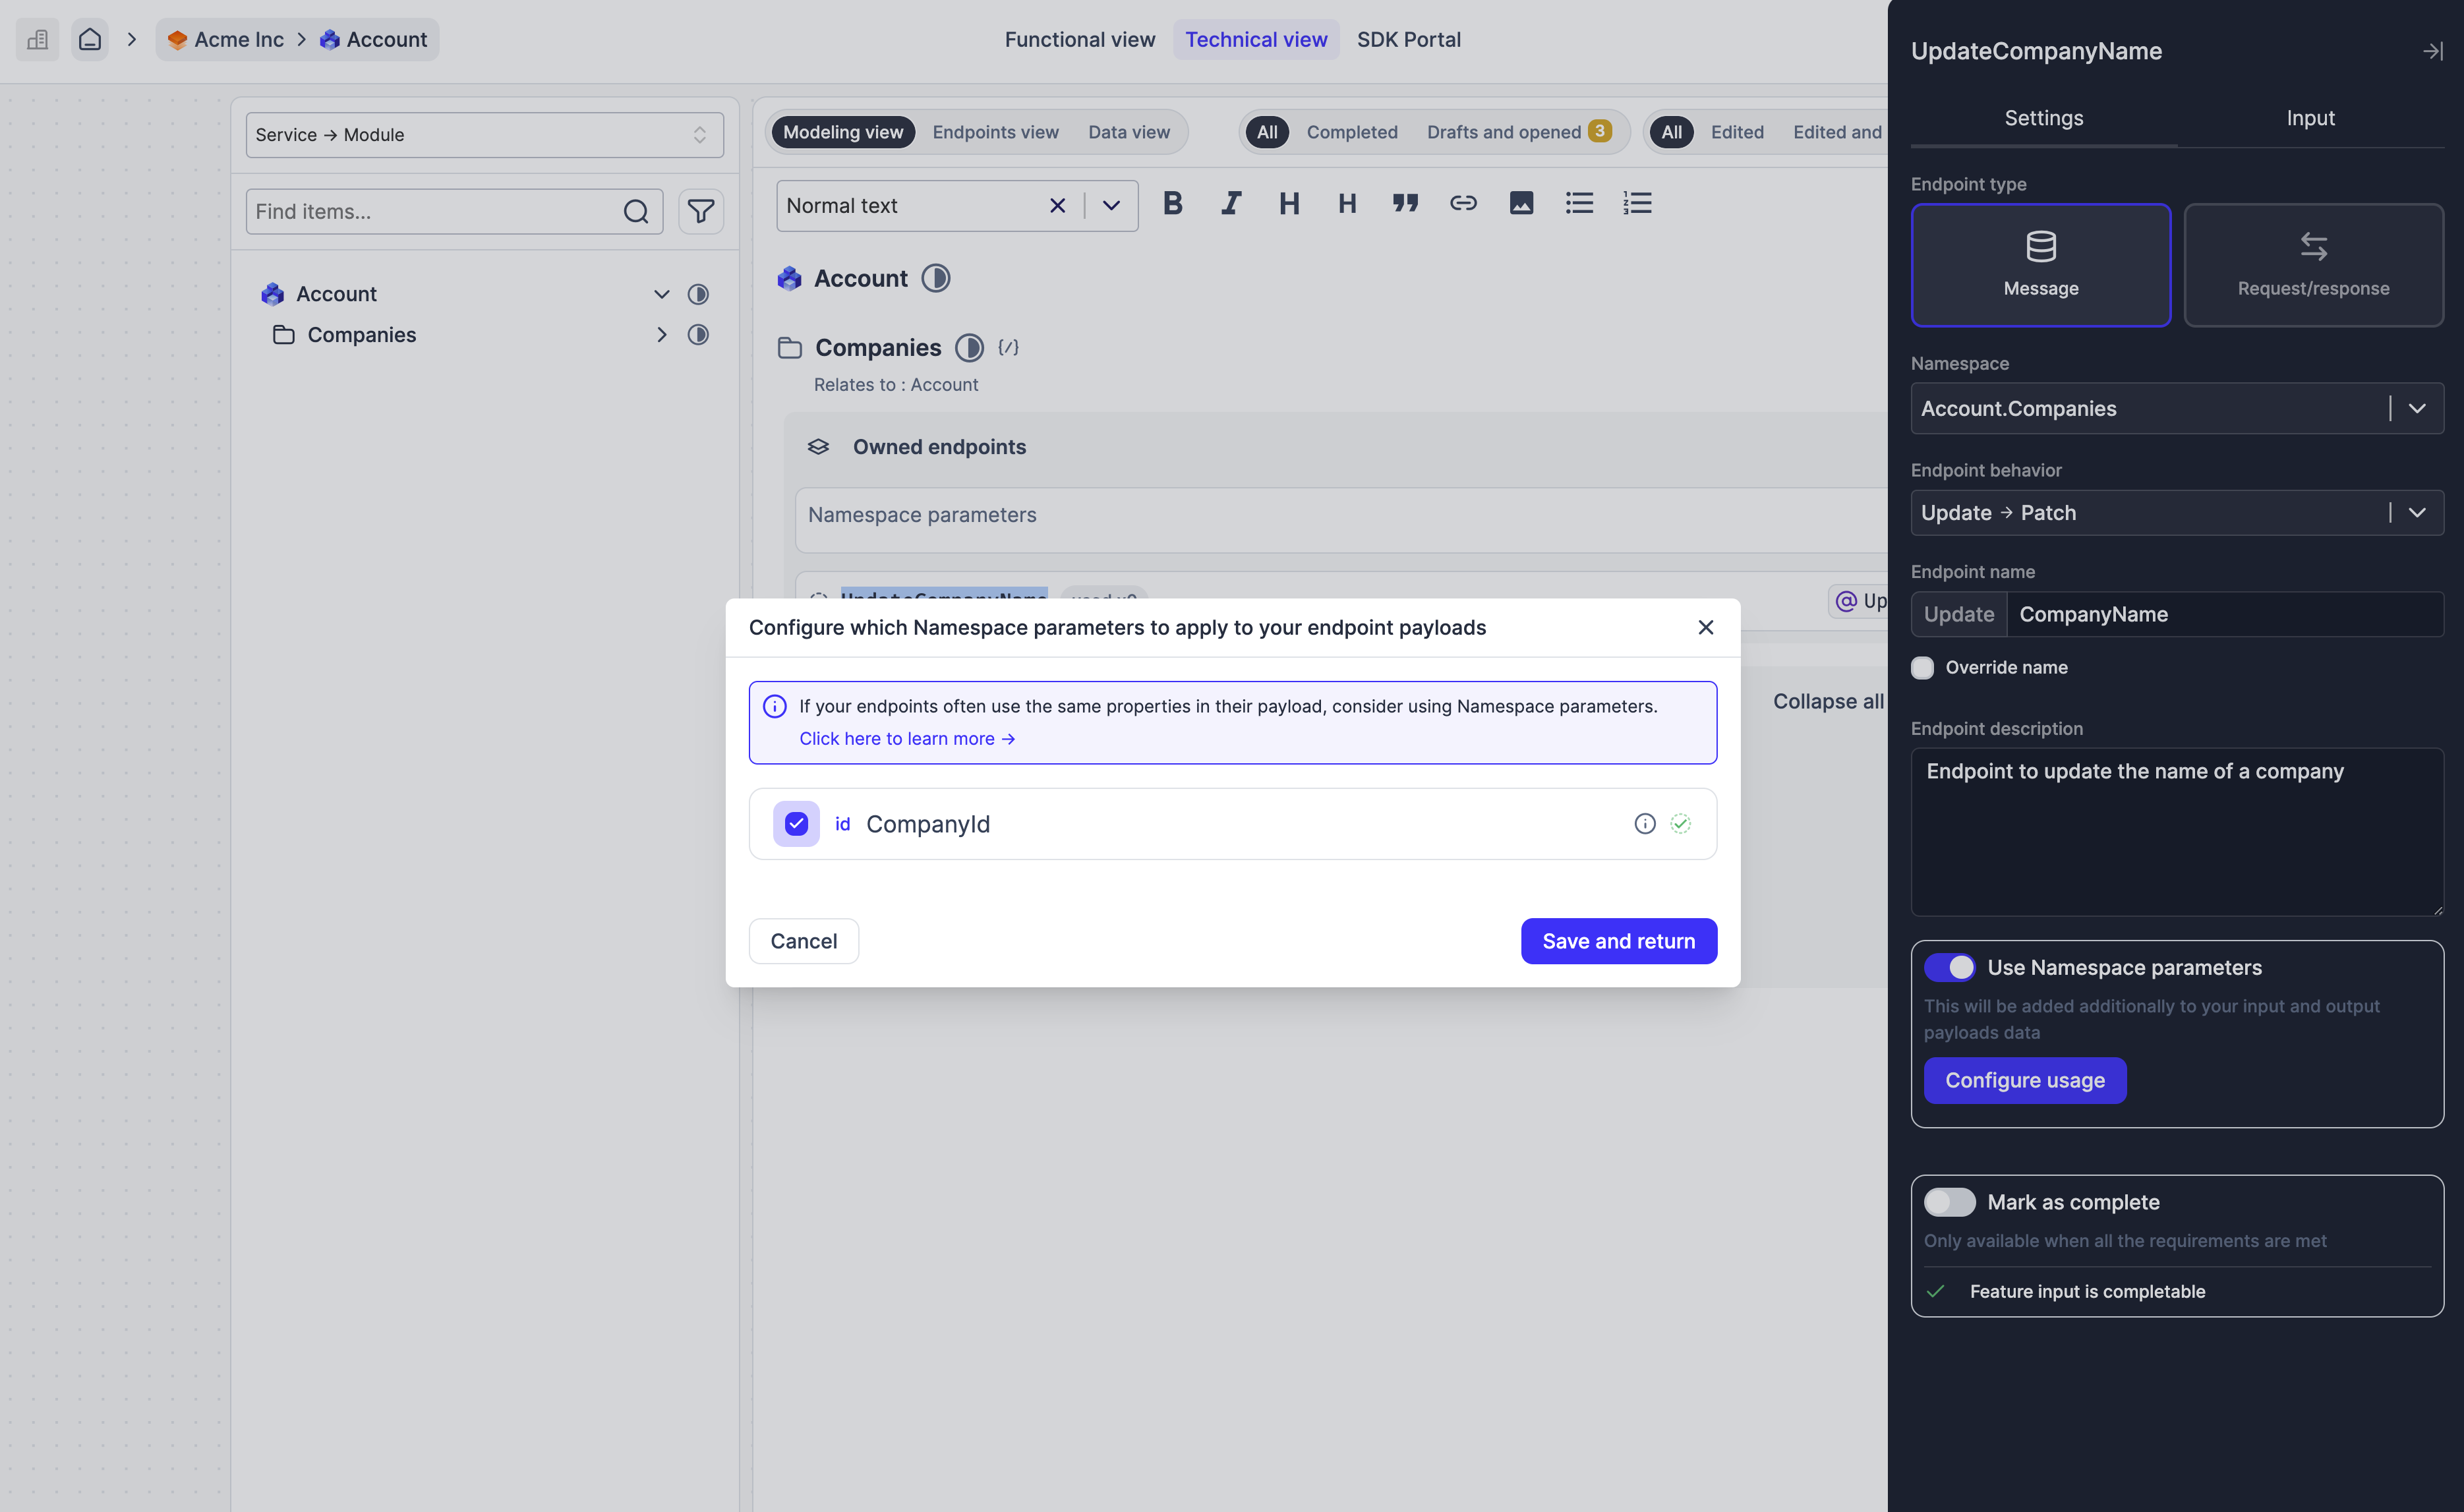 Acme Inc
Account
Functional view
Technical view
SDK Portal
Service → Module
Find items...
Account
Companies
Modeling view
Endpoints view
Data view
All
Completed
Drafts and opened 3
All
Edited
Edited and
Normal text
Account
Companies {/}
Relates to : Account
Owned endpoints
Namespace parameters
UpdateCompanyName
used x0
@ Up
Collapse all
Configure which Namespace parameters to apply to your endpoint payloads
If your endpoints often use the same properties in their payload, consider using Namespace parameters.
Click here to learn more →
id CompanyId
Cancel
Save and return
UpdateCompanyName
Settings
Input
Endpoint type
Message
Request/response
Namespace
Account.Companies
Endpoint behavior
Update → Patch
Endpoint name
Update CompanyName
Override name
Endpoint description
Endpoint to update the name of a company
Use Namespace parameters
This will be added additionally to your input and output
payloads data
Configure usage
Mark as complete
Only available when all the requirements are met
Feature input is completable